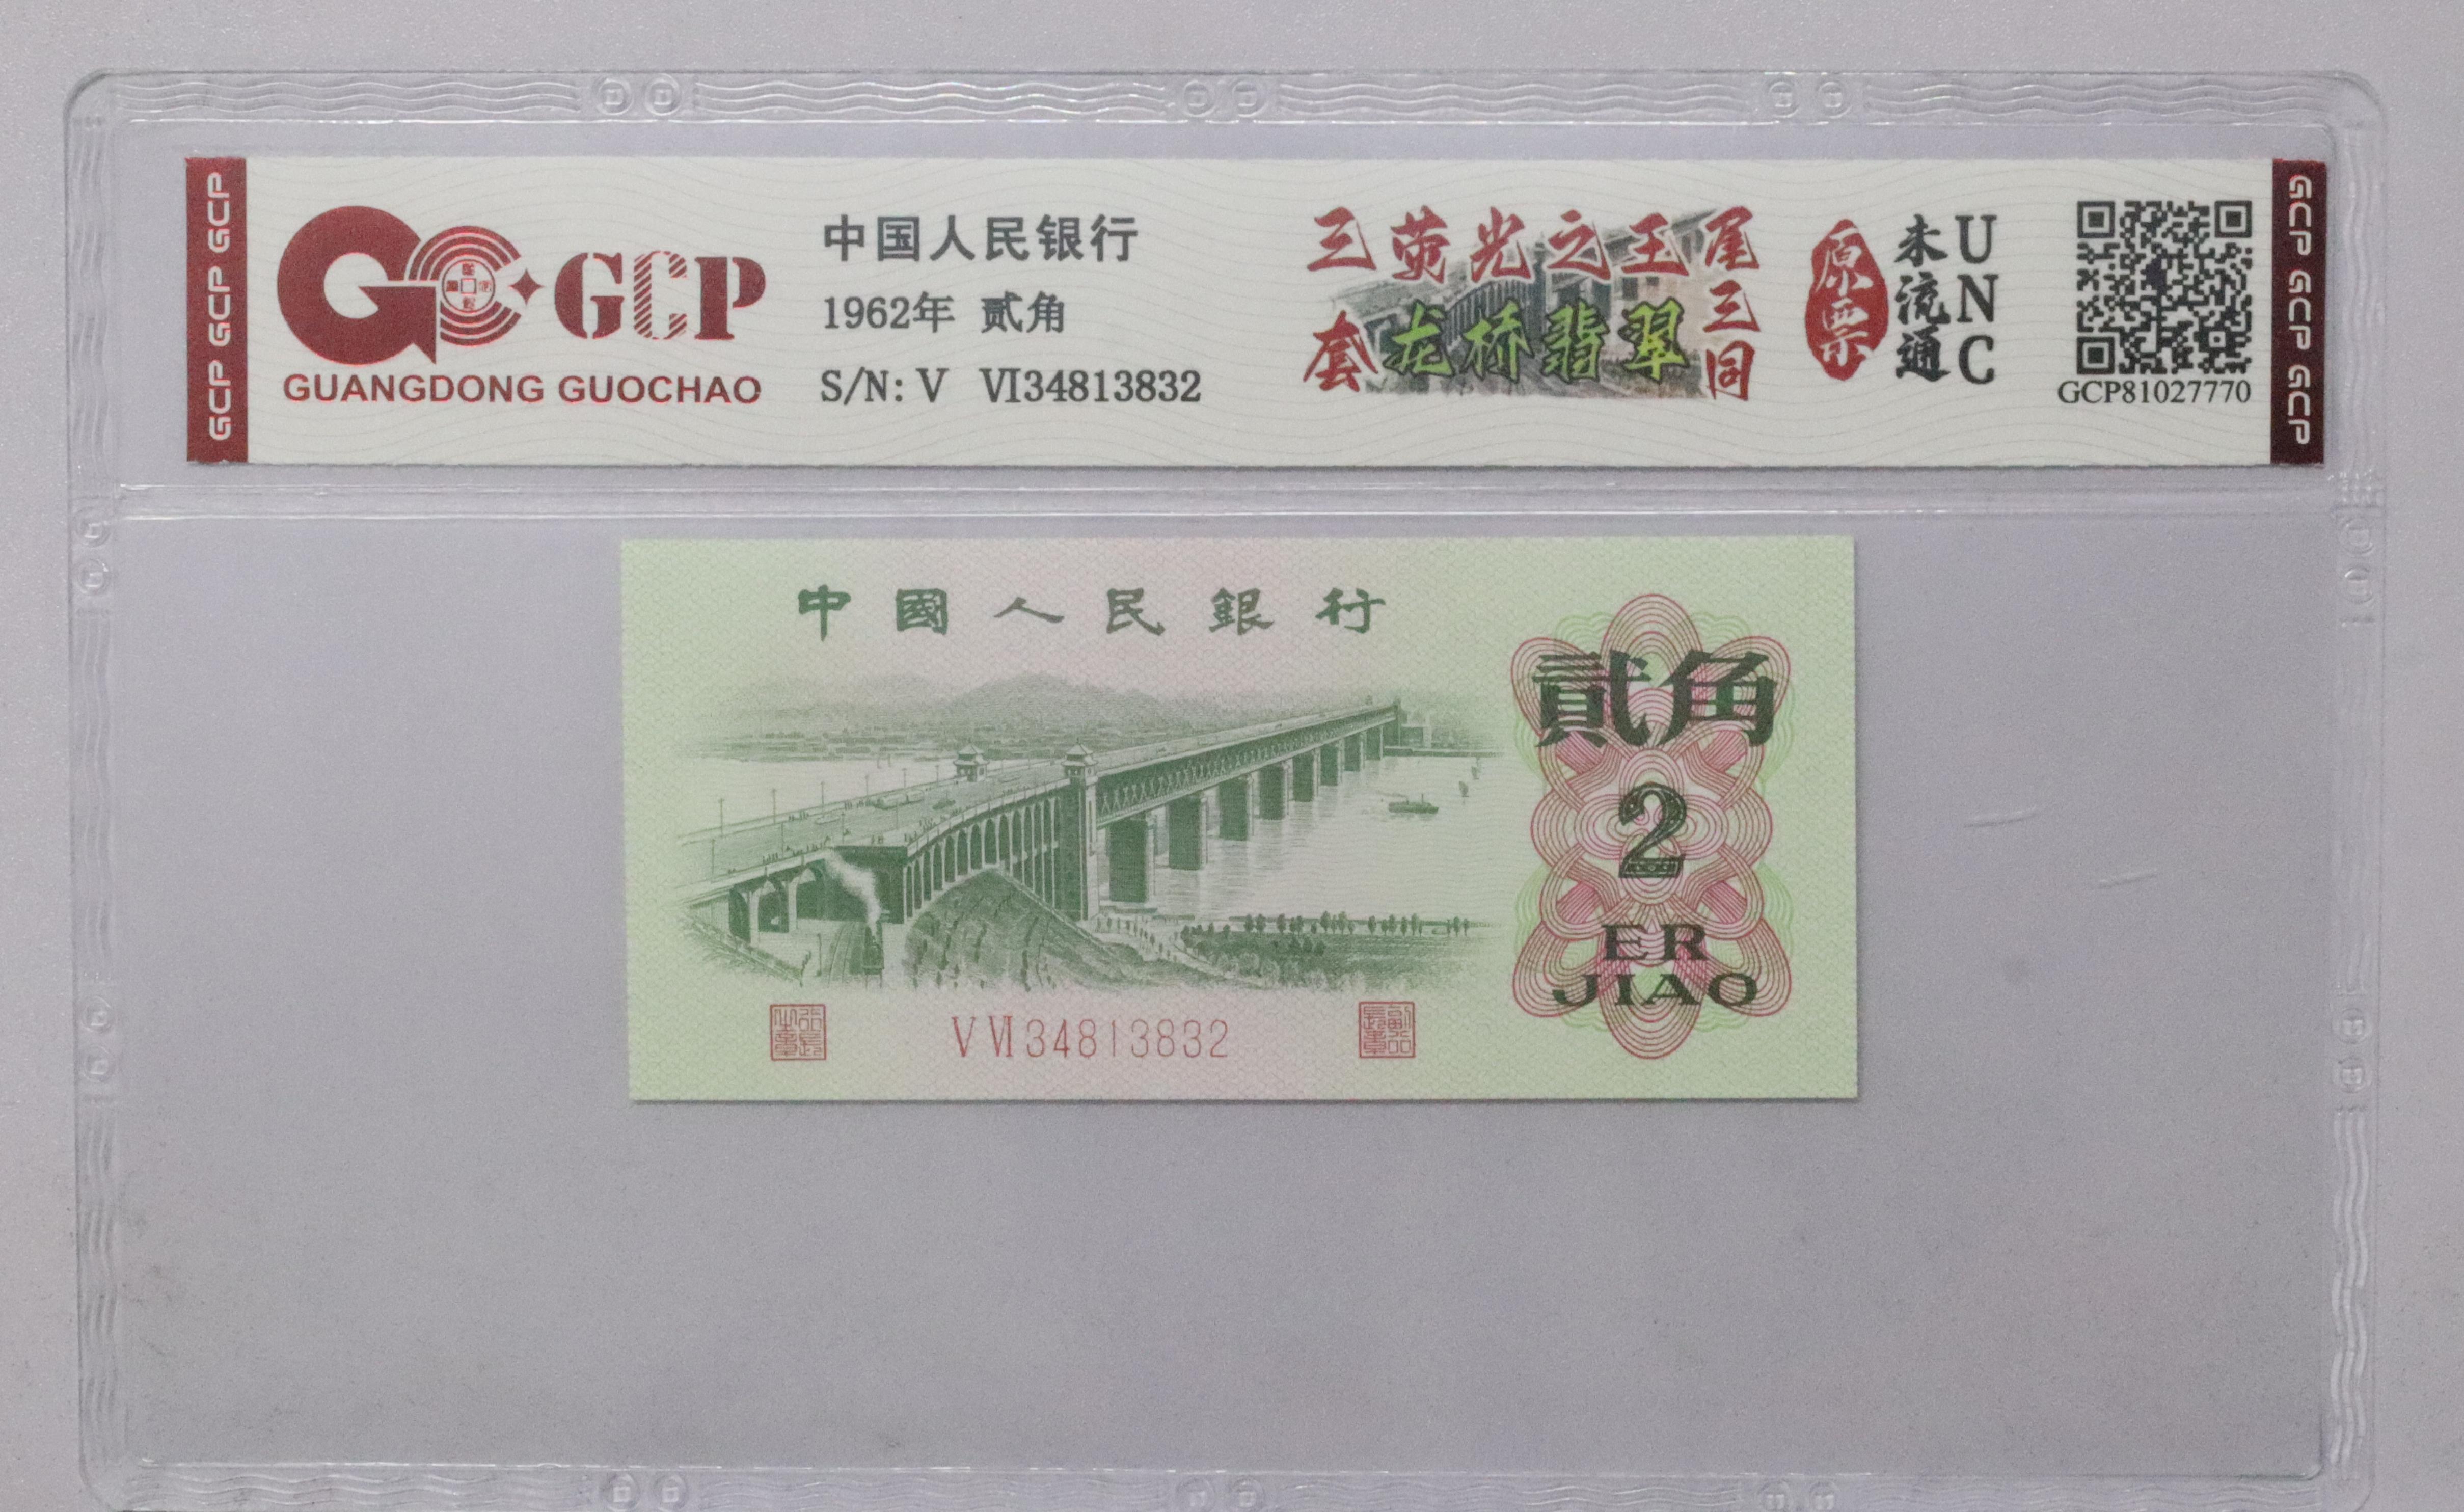 GCP GCP GCP
GCP
GUANGDONG GUOCHAO
中国人民银行
1962年 贰角
S/N: V VI34813832
三荧光之王
套龙桥翡翠
尾三同
原票
未流通
UNC
GCP81027770
GCP GCP GCP
中國人民銀行
貳角
2
ER
JIAO
V VI 34813832